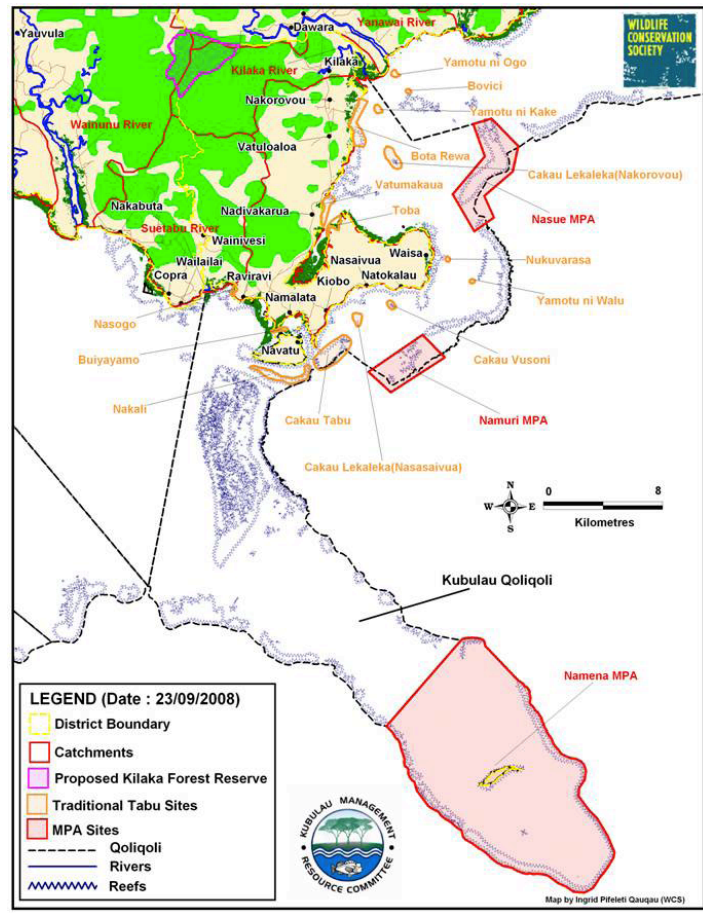 Yanawai River
Dawara
Yauvula
WILDLIFE
CONSERVATION
SOCIETY
Kilaka
Yamotu ni Ogo
Kilaka River
Bovici
Nakorovou
Yamotu ni Kake
Wainunu River
Vatuloaloa
Bota Rewa
Cakau Lekaleka(Nakorovou)
Vatumakaua
Nakabuta
Nadivakarua
Toba
Nasue MPA
Suetabu River
Wainivesi
Nasaivua
Waisa
Nukuvarasa
Wailailai
Copra
Raviravi
Kiobo
Natokalau
Yamotu ni Walu
Namalata
Nasogo
Buiyayamo
Navatu
Cakau Vusoni
Nakali
Cakau Tabu
Namuri MPA
Cakau Lekaleka(Nasasaivua)
N
W E
S
0 8
Kilometres
Kubulau Qoliqoli
Namena MPA
LEGEND (Date : 23/09/2008)
District Boundary
Catchments
Proposed Kilaka Forest Reserve
Traditional Tabu Sites
MPA Sites
Qoliqoli
Rivers
Reefs
KUBULAU MANAGEMENT
RESOURCE COMMITTEE
Map by Ingrid Pifeleti Qauqau (WCS)